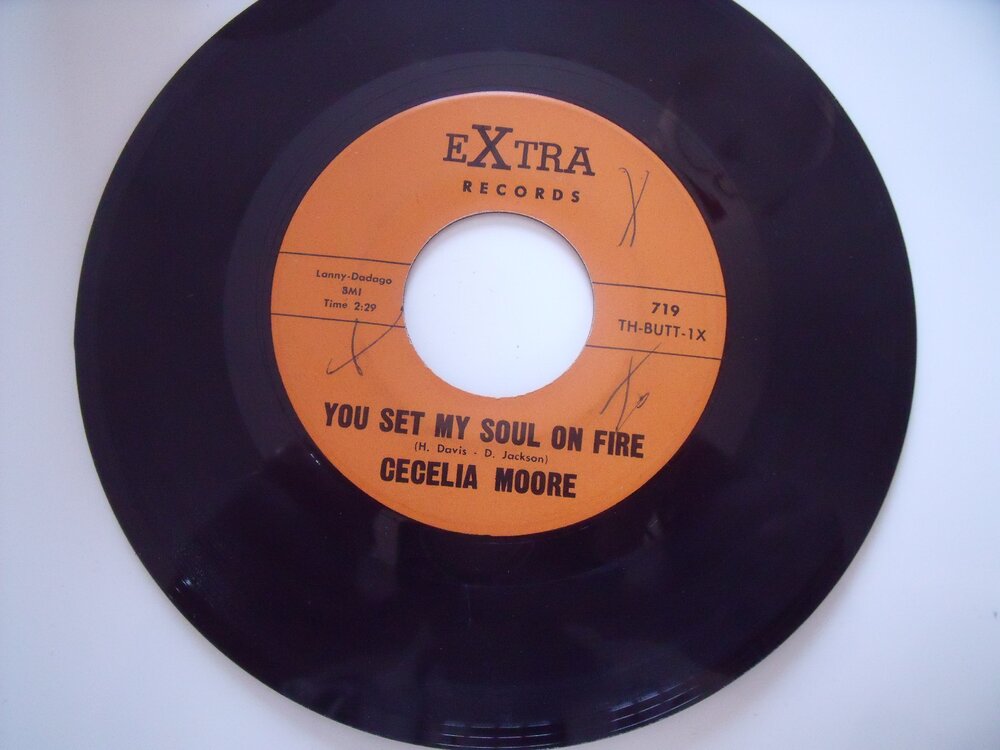 EXTRA
RECORDS
X
Lanny-Dadago
BMI
Time 2:29
719
TH-BUTT-1X
X
YOU SET MY SOUL ON FIRE
(H. Davis - D. Jackson)
CECELIA MOORE